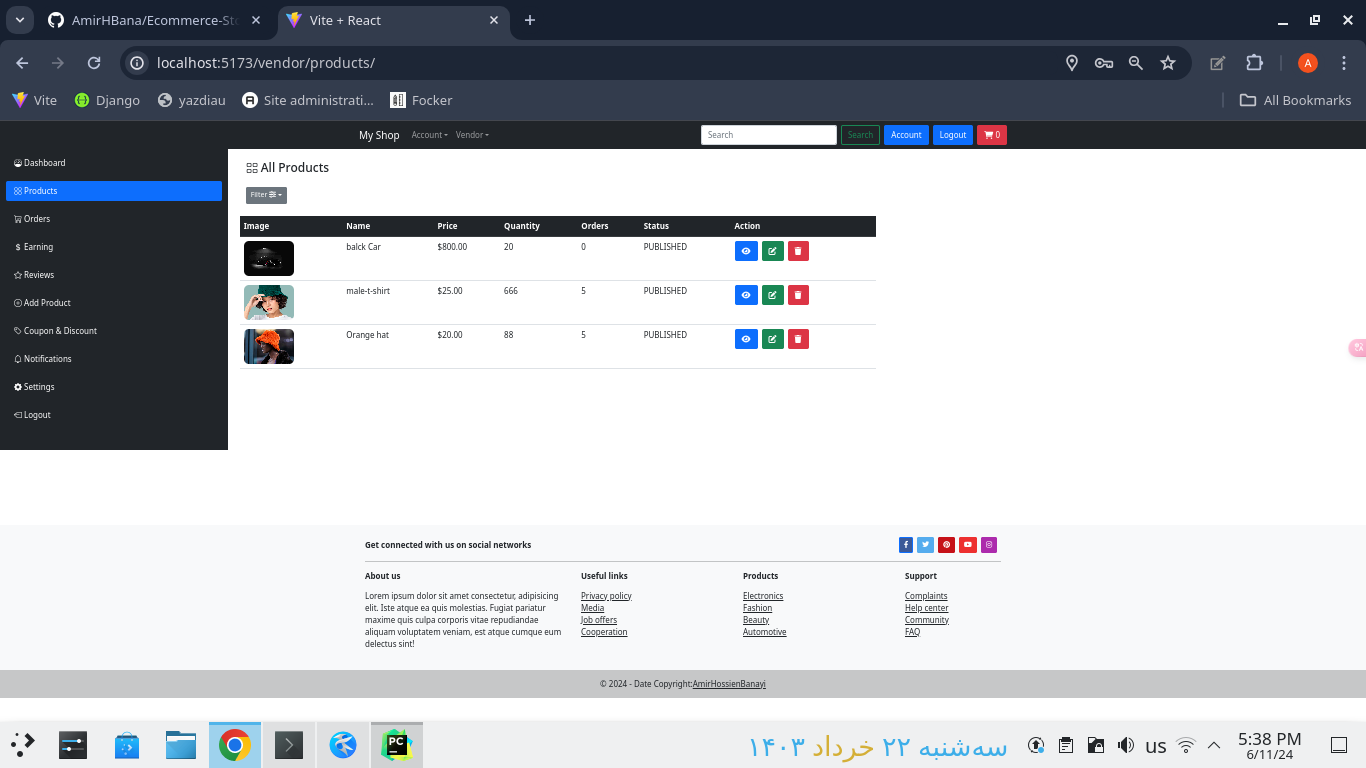 AmirHBana/Ecommerce-Sto
Vite + React
localhost:5173/vendor/products/
A
Vite
Django
yazdiau
Site administrati...
Focker
All Bookmarks
My Shop
Account
Vendor
Search
Search
Account
Logout
0
Dashboard
Products
Orders
$ Earning
Reviews
Add Product
Coupon & Discount
Notifications
Settings
Logout
All Products
Filter
Image Name Price Quantity Orders Status Action
balck Car $800.00 20 0 PUBLISHED
male-t-shirt $25.00 666 5 PUBLISHED
Orange hat $20.00 88 5 PUBLISHED
Get connected with us on social networks
About us
Lorem ipsum dolor sit amet consectetur, adipisicing
elit. Iste atque ea quis molestias. Fugiat pariatur
maxime quis culpa corporis vitae repudiandae
aliquam voluptatem veniam, est atque cumque eum
delectus sint!
Useful links
Privacy policy
Media
Job offers
Cooperation
Products
Electronics
Fashion
Beauty
Automotive
Support
Complaints
Help center
Community
FAQ
© 2024 - Date Copyright:AmirHossienBanayi
PC
سه‌شنبه ۲۲ خرداد ۱۴۰۳
us
5:38 PM
6/11/24